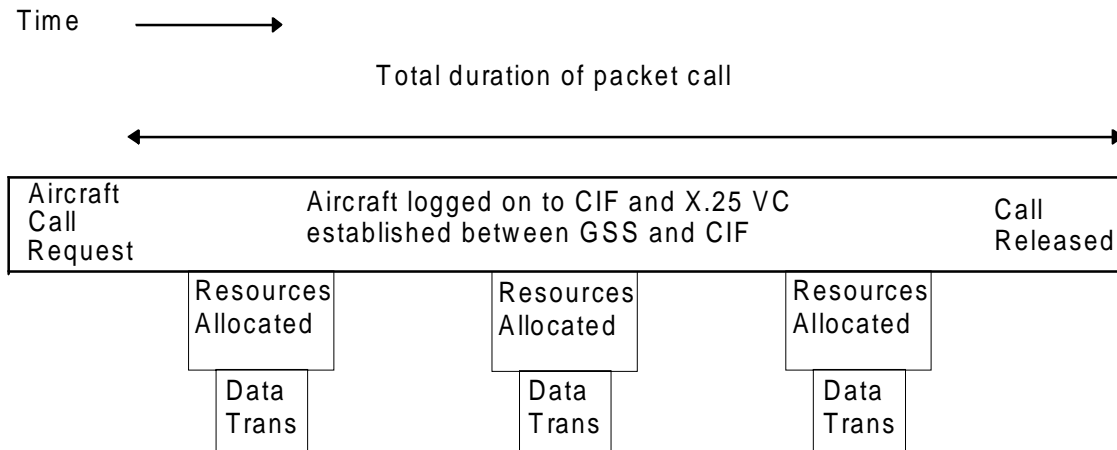 Time
Total duration of packet call
Aircraft
Call
Request
Aircraft logged on to CIF and X.25 VC
established between GSS and CIF
Call
Released
Resources
Allocated
Resources
Allocated
Resources
Allocated
Data
Trans
Data
Trans
Data
Trans